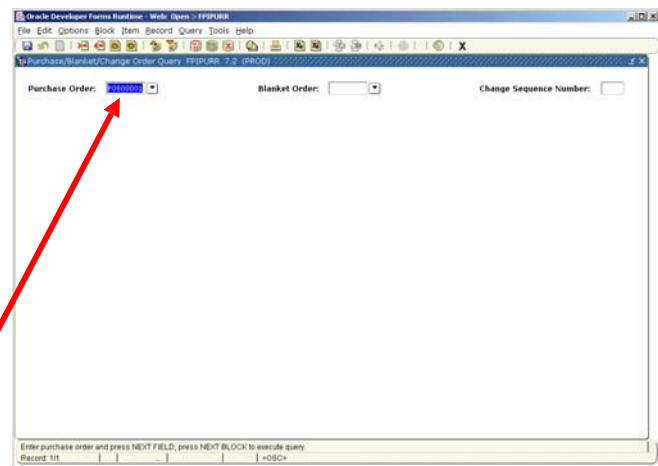 Oracle Developer Forms Runtime - Web: Open > FPIPURR
File Edit Options Block Item Record Query Tools Help
Purchase/Blanket/Change Order Query FPIPURR 7.2 (PROD)
Purchase Order: P0800001 Blanket Order: Change Sequence Number:
Enter purchase order and press NEXT FIELD, press NEXT BLOCK to execute query.
Record: 1/1 ... <OSC>